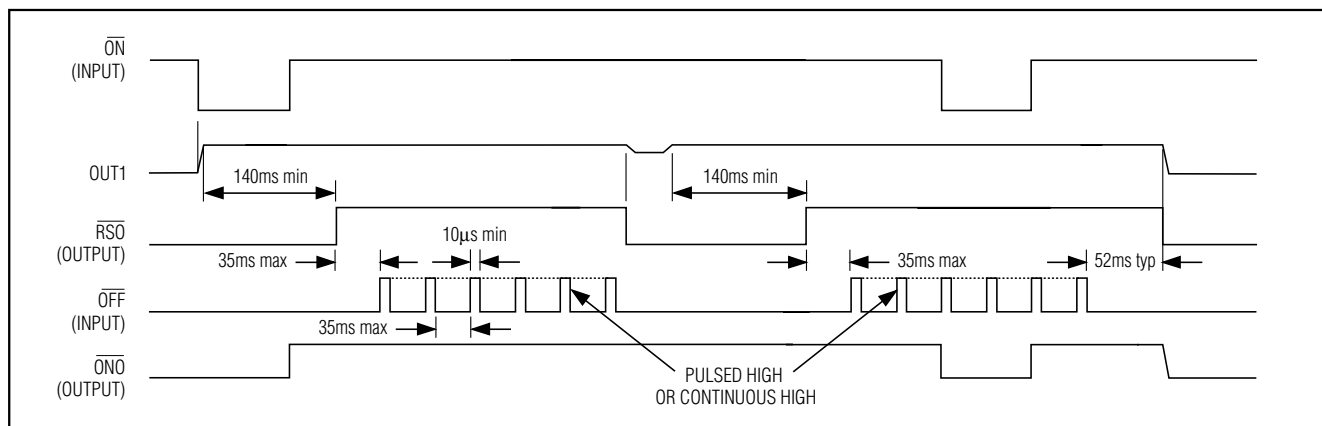 ON
(INPUT)
OUT1
140ms min
140ms min
RSO
(OUTPUT)
10µs min
35ms max
35ms max
52ms typ
OFF
(INPUT)
35ms max
ONO
(OUTPUT)
PULSED HIGH
OR CONTINUOUS HIGH